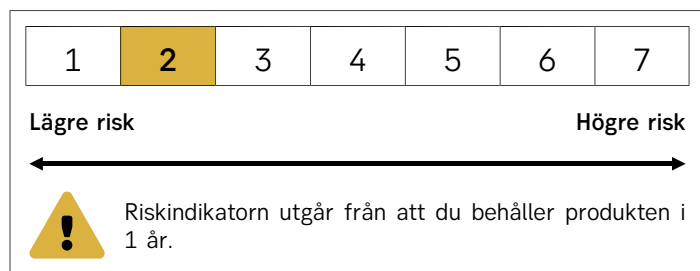 1 2 3 4 5 6 7
Lägre risk Högre risk
Riskindikatorn utgår från att du behåller produkten i
1 år.